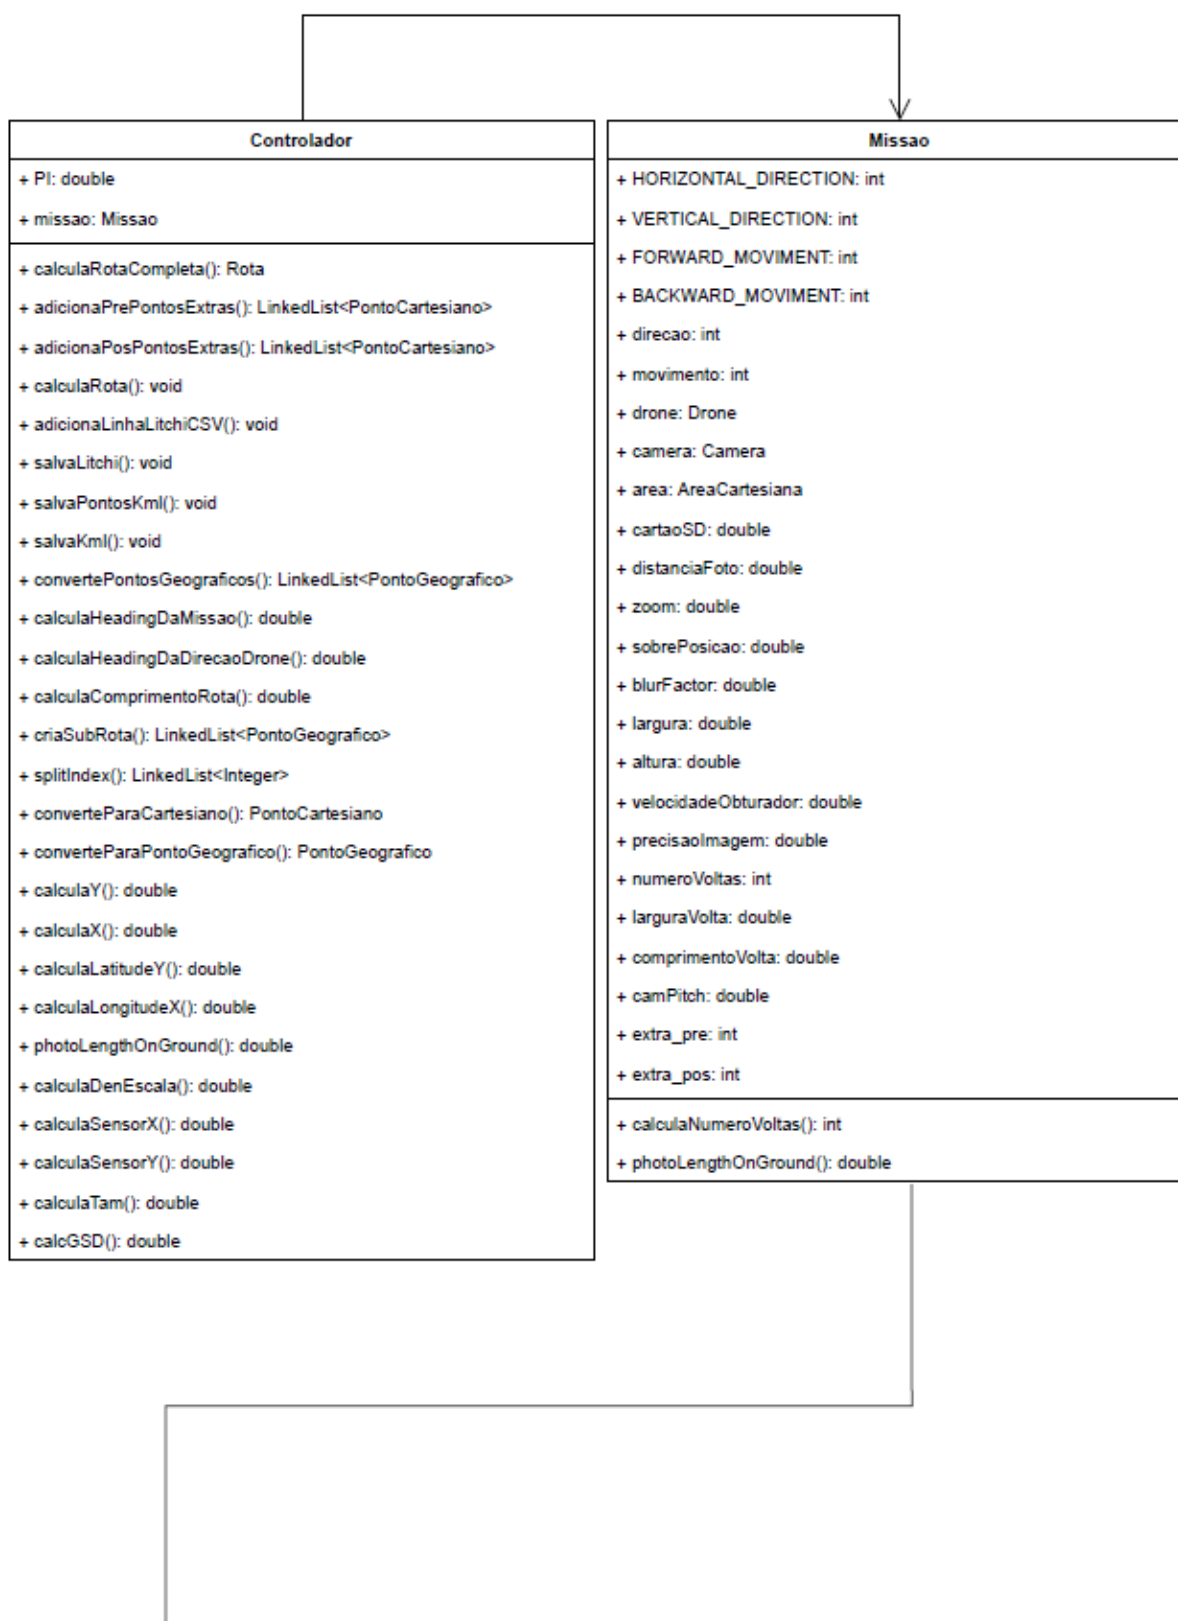 Controlador
+ PI: double
+ missao: Missao
+ calculaRotaCompleta(): Rota
+ adicionaPrePontosExtras(): LinkedList<PontoCartesiano>
+ adicionaPosPontosExtras(): LinkedList<PontoCartesiano>
+ calculaRota(): void
+ adicionaLinhaLitchiCSV(): void
+ salvaLitchi(): void
+ salvaPontosKml(): void
+ salvaKml(): void
+ convertePontosGeograficos(): LinkedList<PontoGeografico>
+ calculaHeadingDaMissao(): double
+ calculaHeadingDaDirecaoDrone(): double
+ calculaComprimentoRota(): double
+ criaSubRota(): LinkedList<PontoGeografico>
+ splitIndex(): LinkedList<Integer>
+ converteParaCartesiano(): PontoCartesiano
+ converteParaPontoGeografico(): PontoGeografico
+ calculaY(): double
+ calculaX(): double
+ calculaLatitudeY(): double
+ calculaLongitudeX(): double
+ photoLengthOnGround(): double
+ calculaDenEscala(): double
+ calculaSensorX(): double
+ calculaSensorY(): double
+ calculaTam(): double
+ calcGSD(): double
Missao
+ HORIZONTAL_DIRECTION: int
+ VERTICAL_DIRECTION: int
+ FORWARD_MOVIMENT: int
+ BACKWARD_MOVIMENT: int
+ direcao: int
+ movimento: int
+ drone: Drone
+ camera: Camera
+ area: AreaCartesiana
+ cartaoSD: double
+ distanciaFoto: double
+ zoom: double
+ sobrePosicao: double
+ blurFactor: double
+ largura: double
+ altura: double
+ velocidadeObturador: double
+ precisaoImagem: double
+ numeroVoltas: int
+ larguraVolta: double
+ comprimentoVolta: double
+ camPitch: double
+ extra_pre: int
+ extra_pos: int
+ calculaNumeroVoltas(): int
+ photoLengthOnGround(): double